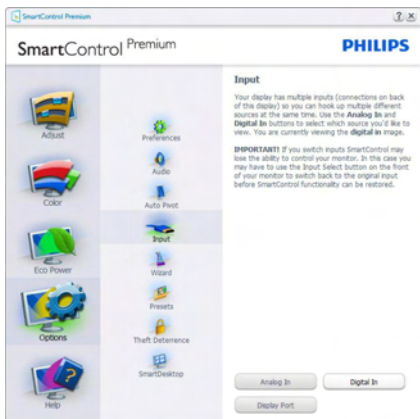 SmartControl Premium
SmartControl Premium
PHILIPS
Adjust
Color
Eco Power
Options
Help
Preferences
Audio
Auto Pivot
Input
Wizard
Presets
Theft Deterrence
SmartDesktop
Input
Your display has multiple inputs (connections on back
of this display) so you can hook up multiple different
sources at the same time. Use the Analog In and
Digital In buttons to select which source you'd like to
view. You are currently viewing the digital in image.
IMPORTANT! If you switch inputs SmartControl may
lose the ability to control your monitor. In this case you
may have to use the Input Select button on the front
of your monitor to switch back to the original input
before SmartControl functionality can be restored.
Analog In
Digital In
Display Port